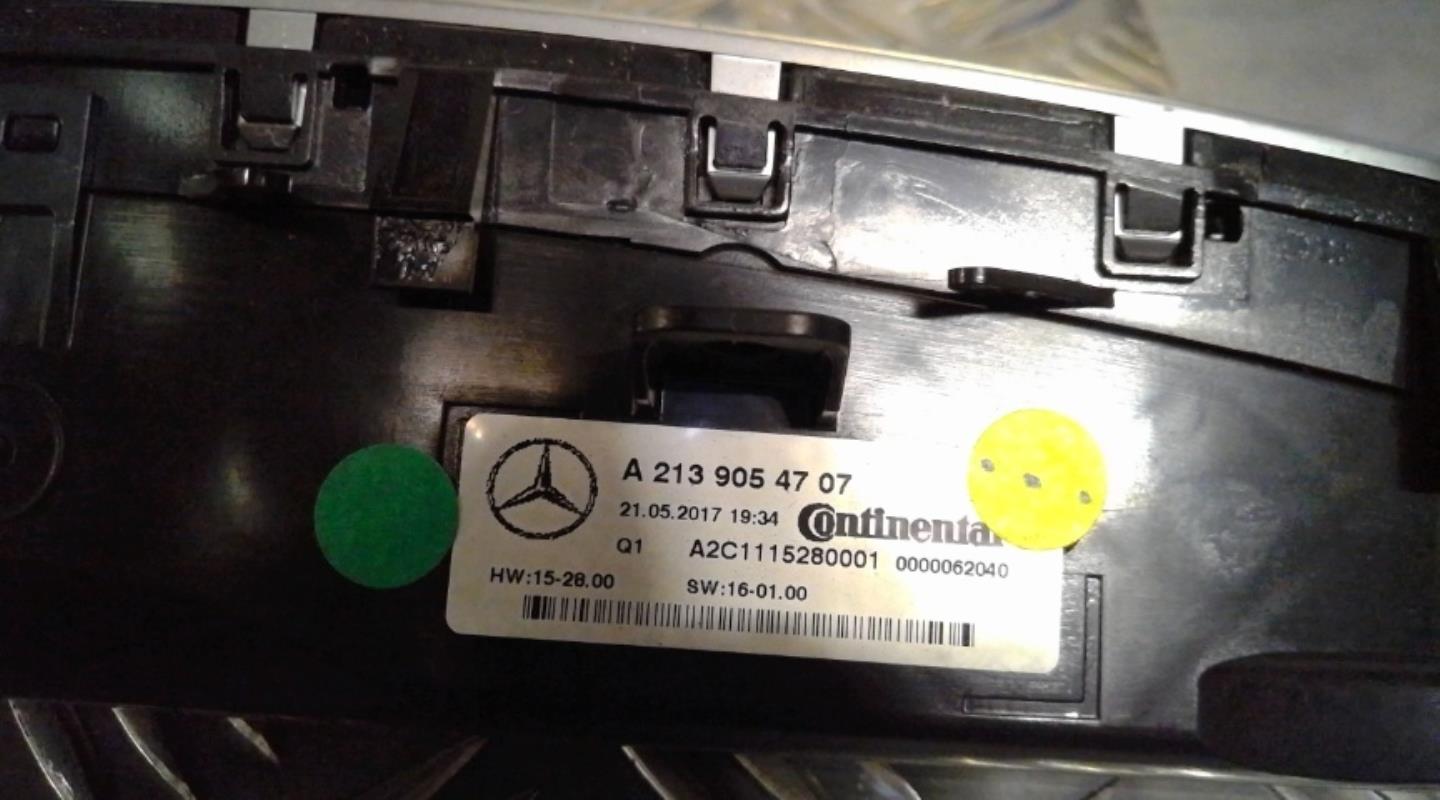 A 213 905 47 07
21.05.2017 19:34 Continental
Q1 A2C1115280001 0000062040
HW:15-28.00 SW:16-01.00